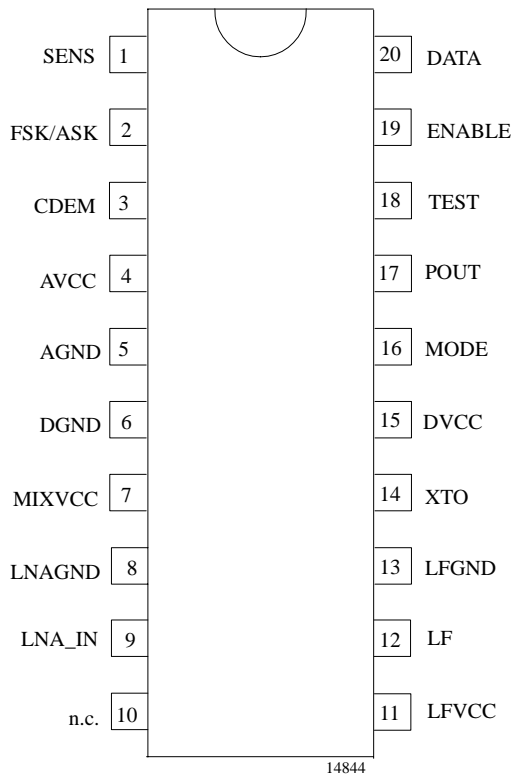 SENS 1 20 DATA
FSK/ASK 2 19 ENABLE
CDEM 3 18 TEST
AVCC 4 17 POUT
AGND 5 16 MODE
DGND 6 15 DVCC
MIXVCC 7 14 XTO
LNAGND 8 13 LFGND
LNA_IN 9 12 LF
n.c. 10 11 LFVCC
14844